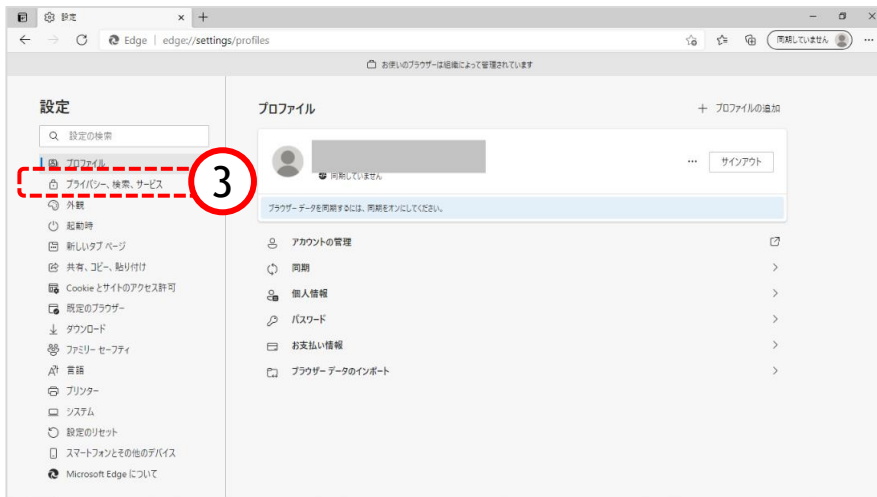 設定
Edge edge://settings/profiles
同期していません
お使いのブラウザーは組織によって管理されています
設定
設定の検索
プロファイル
プライバシー、検索、サービス
3
外観
起動時
新しいタブ ページ
共有、コピー、貼り付け
Cookie とサイトのアクセス許可
既定のブラウザー
ダウンロード
ファミリー セーフティ
言語
プリンター
システム
設定のリセット
スマートフォンとその他のデバイス
Microsoft Edge について
プロファイル
プロファイルの追加
同期していません
サインアウト
ブラウザー データを同期するには、同期をオンにしてください。
アカウントの管理
同期
個人情報
パスワード
お支払い情報
ブラウザー データのインポート